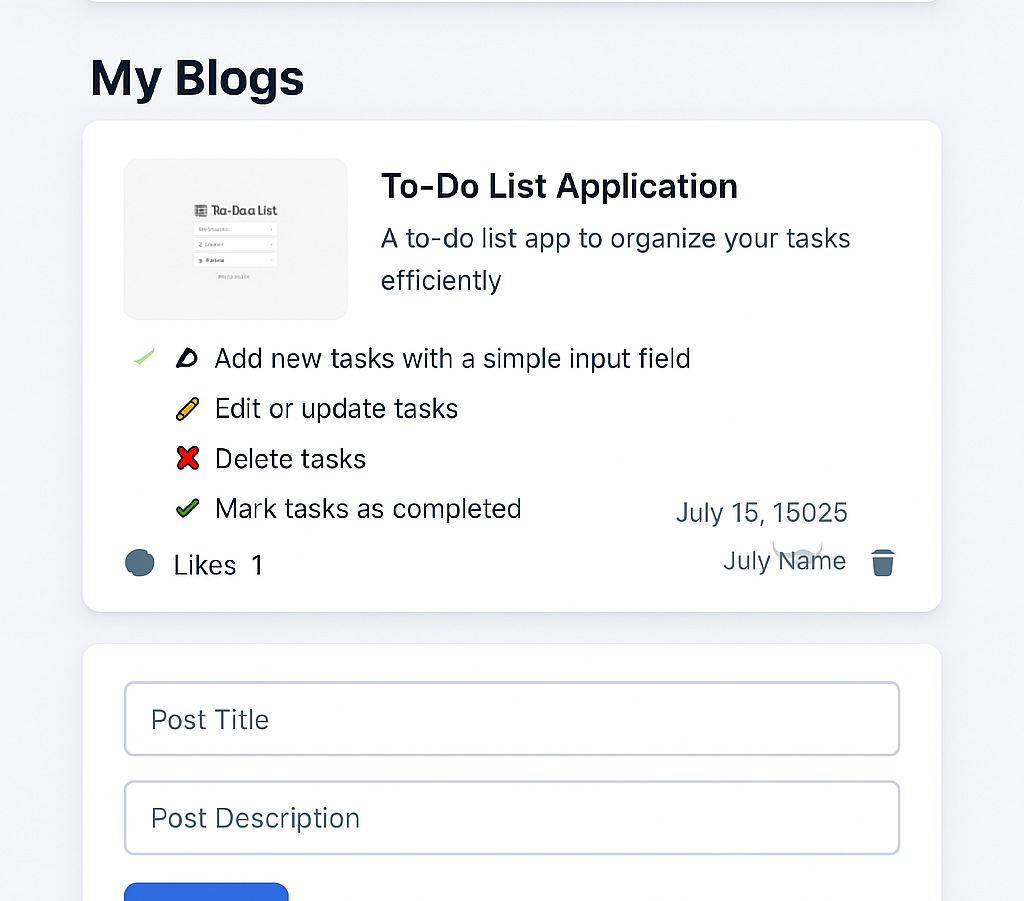 My Blogs
Ra-Daa List
To-Do List Application
A to-do list app to organize your tasks
efficiently
Add new tasks with a simple input field
Edit or update tasks
Delete tasks
Mark tasks as completed
July 15, 15025
Likes 1
July Name
Post Title
Post Description